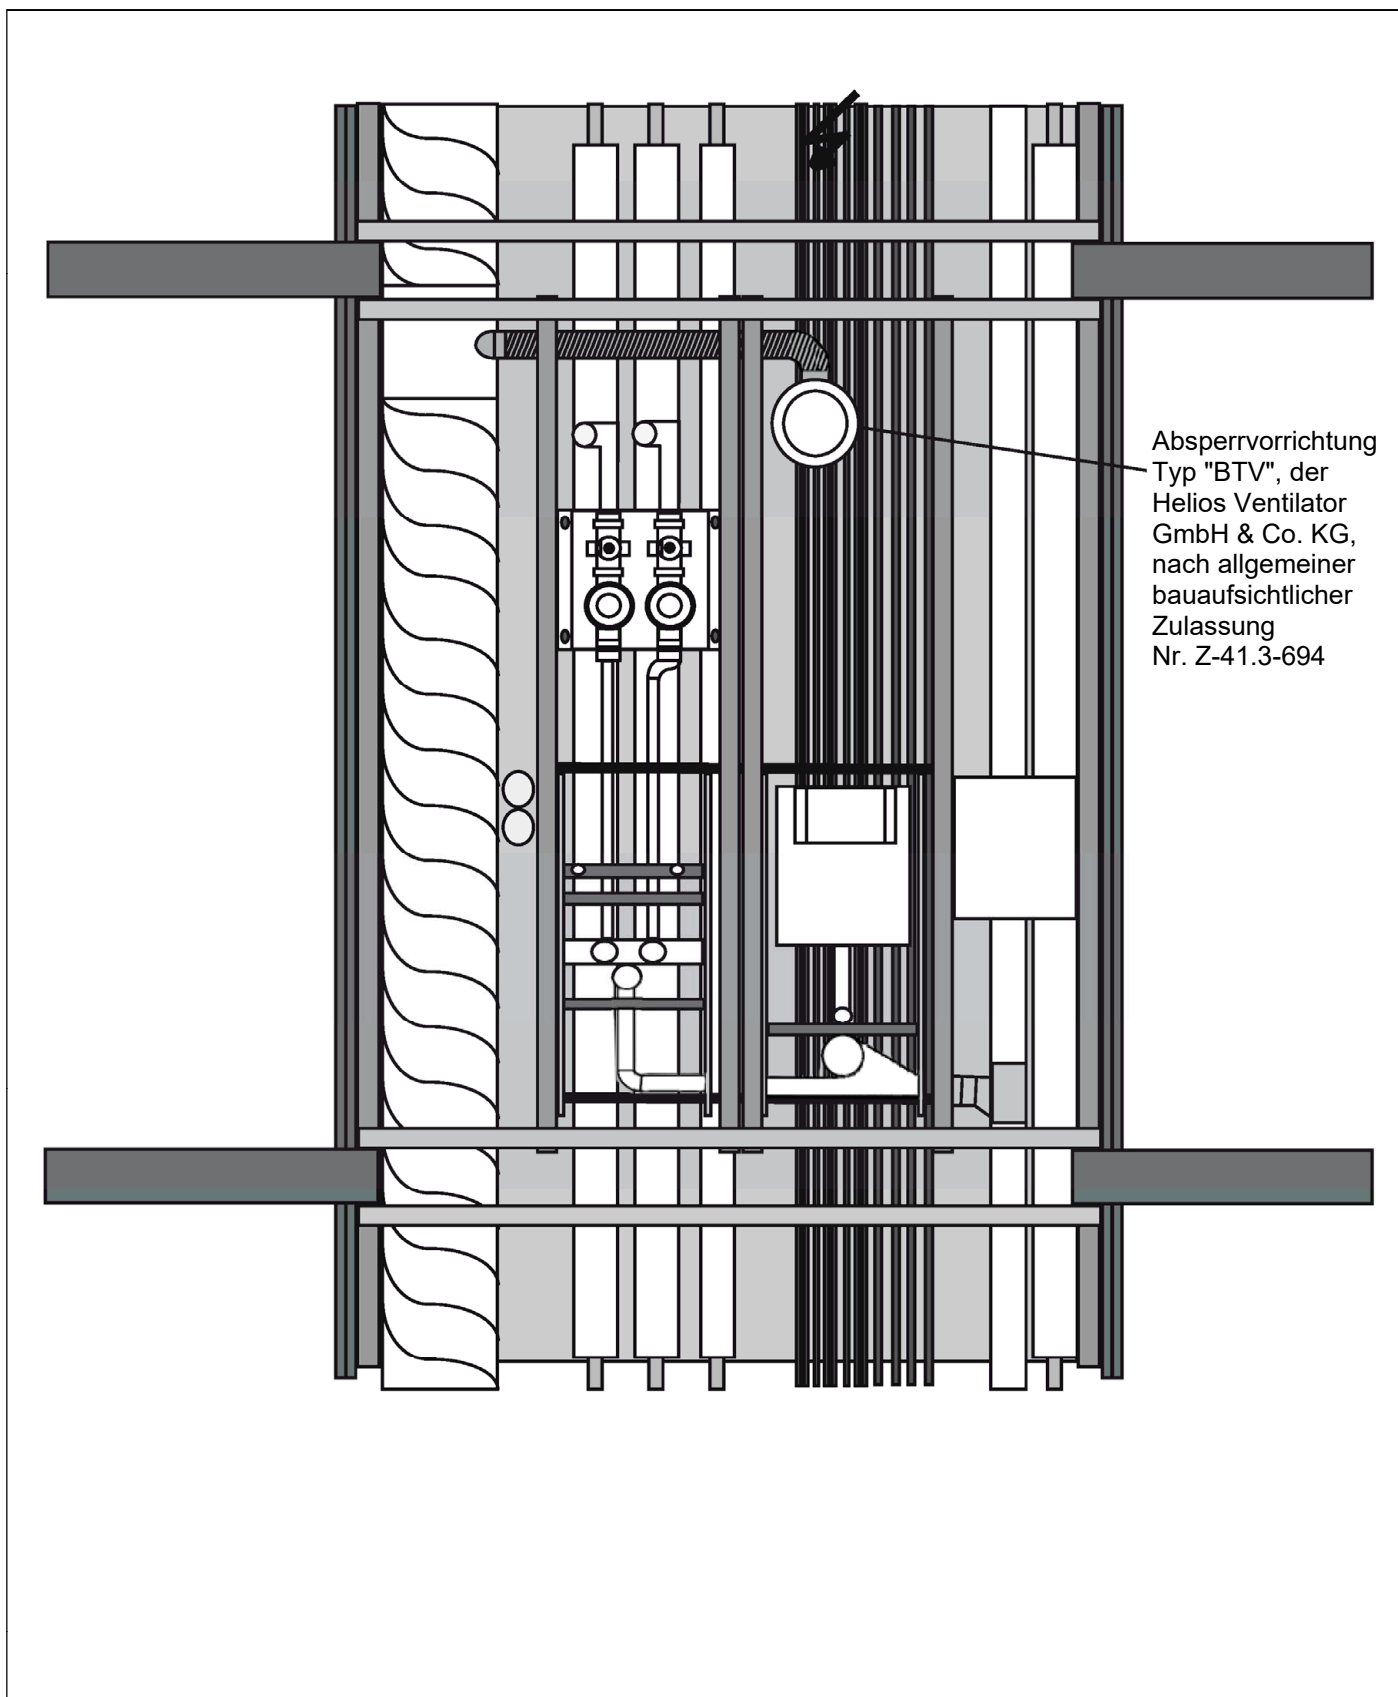 Absperrvorrichtung
Typ "BTV", der
Helios Ventilator
GmbH & Co. KG,
nach allgemeiner
bauaufsichtlicher
Zulassung
Nr. Z-41.3-694